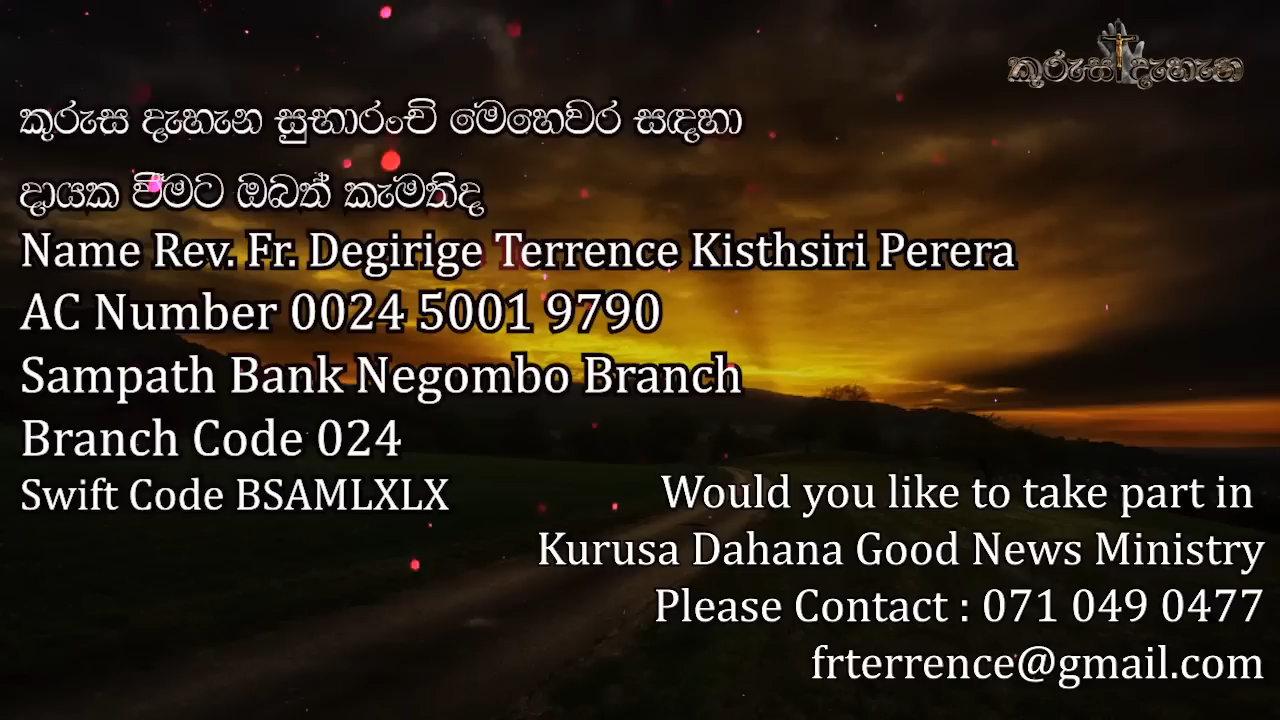 කුරුස දැහැන
කුරුස දැහැන සුභාරංචි මෙහෙවර සඳහා
දායක වීමට ඔබත් කැමතිද
Name Rev. Fr. Degirige Terrence Kisthsiri Perera
AC Number 0024 5001 9790
Sampath Bank Negombo Branch
Branch Code 024
Swift Code BSAMLXLX
Would you like to take part in
Kurusa Dahana Good News Ministry
Please Contact : 071 049 0477
frterrence@gmail.com